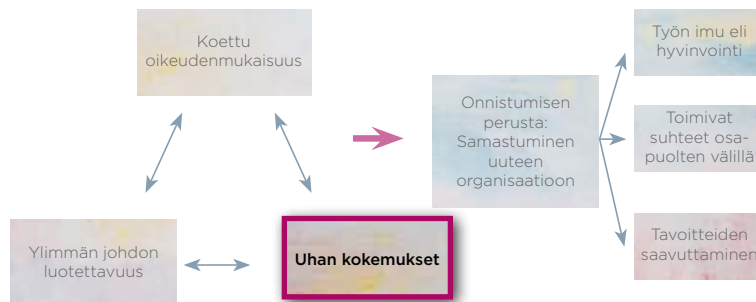 Koettu
oikeudenmukaisuus
Ylimmän johdon
luotettavuus
Uhan kokemukset
Onnistumisen
perusta:
Samastuminen
uuteen
organisaatioon
Työn imu eli
hyvinvointi
Toimivat
suhteet osa-
puolten välillä
Tavoitteiden
saavuttaminen